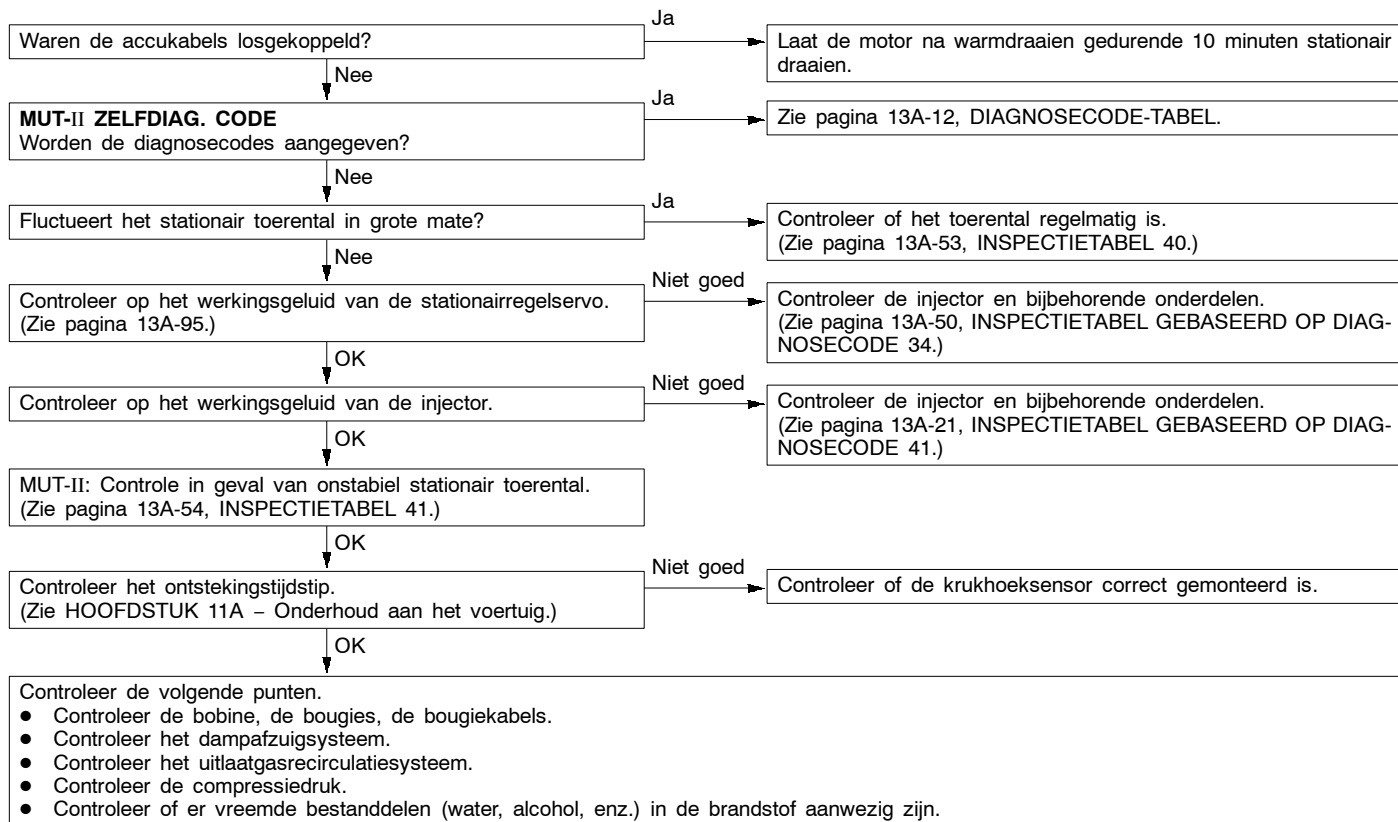 Waren de accukabels losgekoppeld?
Ja
Laat de motor na warmdraaien gedurende 10 minuten stationair
draaien.
Nee
MUT-II ZELFDIAG. CODE
Worden de diagnosecodes aangegeven?
Ja
Zie pagina 13A-12, DIAGNOSECODE-TABEL.
Nee
Fluctueert het stationair toerental in grote mate?
Ja
Controleer of het toerental regelmatig is.
(Zie pagina 13A-53, INSPECTIETABEL 40.)
Nee
Controleer op het werkingsgeluid van de stationairregelservo.
(Zie pagina 13A-95.)
Niet goed
Controleer de injector en bijbehorende onderdelen.
(Zie pagina 13A-50, INSPECTIETABEL GEBASEERD OP DIAG-
NOSECODE 34.)
OK
Controleer op het werkingsgeluid van de injector.
Niet goed
Controleer de injector en bijbehorende onderdelen.
(Zie pagina 13A-21, INSPECTIETABEL GEBASEERD OP DIAG-
NOSECODE 41.)
OK
MUT-II: Controle in geval van onstabiel stationair toerental.
(Zie pagina 13A-54, INSPECTIETABEL 41.)
OK
Controleer het ontstekingstijdstip.
(Zie HOOFDSTUK 11A – Onderhoud aan het voertuig.)
Niet goed
Controleer of de krukhoeksensor correct gemonteerd is.
OK
Controleer de volgende punten.
● Controleer de bobine, de bougies, de bougiekabels.
● Controleer het dampafzuigsysteem.
● Controleer het uitlaatgasrecirculatiesysteem.
● Controleer de compressiedruk.
● Controleer of er vreemde bestanddelen (water, alcohol, enz.) in de brandstof aanwezig zijn.